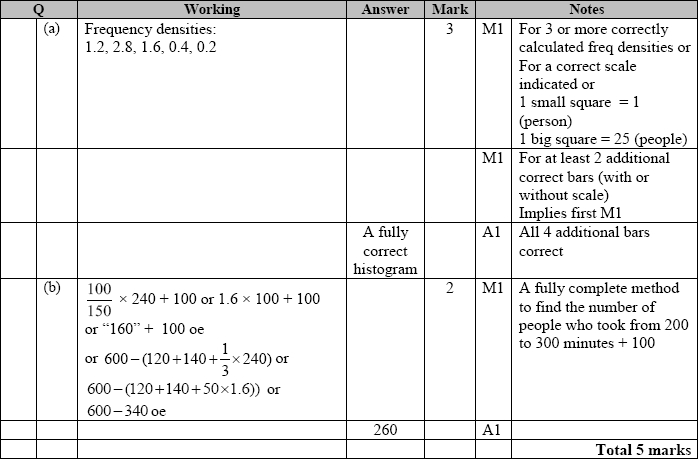 Q Working Answer Mark Notes
(a) Frequency densities: 3 M1 For 3 or more correctly
1.2, 2.8, 1.6, 0.4, 0.2 calculated freq densities or
For a correct scale
indicated or
1 small square = 1
(person)
1 big square = 25 (people)
M1 For at least 2 additional
correct bars (with or
without scale)
Implies first M1
A fully A1 All 4 additional bars
correct correct
histogram
(b) 100/150 × 240 + 100 or 1.6 × 100 + 100 2 M1 A fully complete method
to find the number of
or “160” + 100 oe people who took from 200
or 600 – (120 + 140 + 1/3 × 240) or to 300 minutes + 100
600 – (120 + 140 + 50 × 1.6)) or
600 – 340 oe
260 A1
Total 5 marks